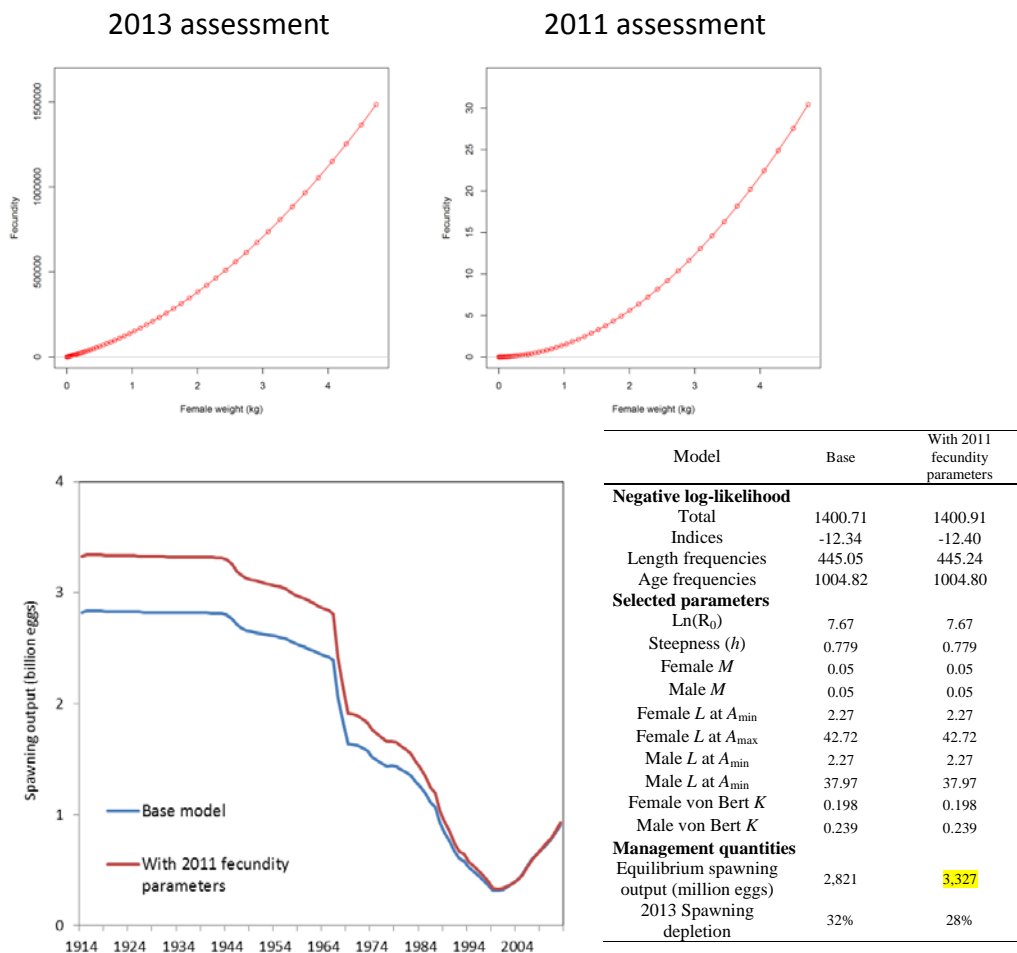 2013 assessment
2011 assessment
Fecundity
1500000
1000000
500000
0
0 1 2 3 4
Female weight (kg)
Fecundity
30
25
20
15
10
5
0
0 1 2 3 4
Female weight (kg)
Spawning output (billion eggs)
4
3
2
1
0
Base model
With 2011 fecundity
parameters
1914 1924 1934 1944 1954 1964 1974 1984 1994 2004
Model Base With 2011
fecundity
parameters
Negative log-likelihood
Total 1400.71 1400.91
Indices -12.34 -12.40
Length frequencies 445.05 445.24
Age frequencies 1004.82 1004.80
Selected parameters
Ln(R0) 7.67 7.67
Steepness (h) 0.779 0.779
Female M 0.05 0.05
Male M 0.05 0.05
Female L at Amin 2.27 2.27
Female L at Amax 42.72 42.72
Male L at Amin 2.27 2.27
Male L at Amin 37.97 37.97
Female von Bert K 0.198 0.198
Male von Bert K 0.239 0.239
Management quantities
Equilibrium spawning
output (million eggs) 2,821 3,327
2013 Spawning
depletion 32% 28%